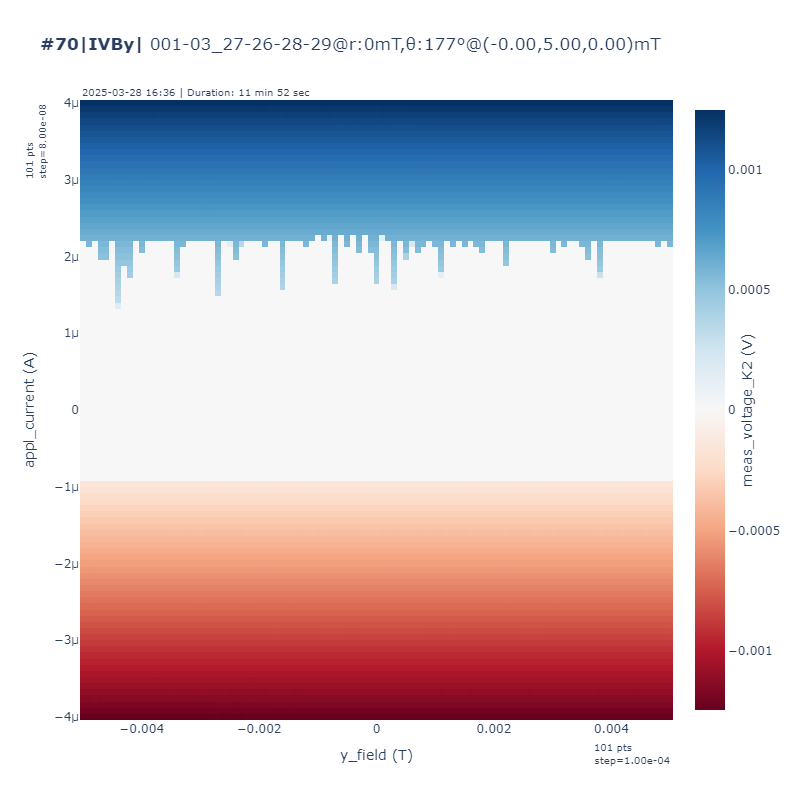 #70|IVBy| 001-03_27-26-28-29@r:0mT,θ:177º@(-0.00,5.00,0.00)mT
2025-03-28 16:36 | Duration: 11 min 52 sec
101 pts
step=8.00e-08
4μ
3μ
2μ
1μ
0
−1μ
−2μ
−3μ
−4μ
appl_current (A)
−0.004
−0.002
0
0.002
0.004
y_field (T)
101 pts
step=1.00e-04
0.001
0.0005
0
−0.0005
−0.001
meas_voltage_K2 (V)